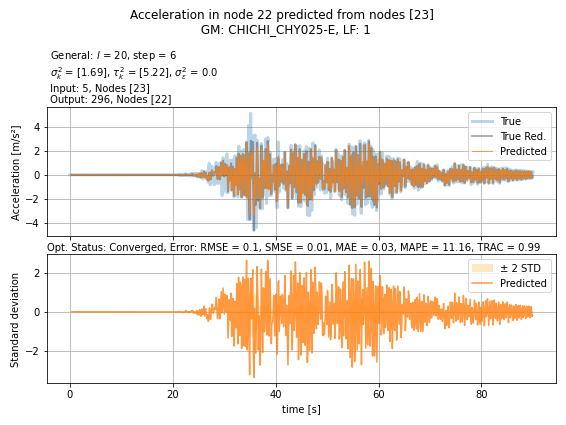 Acceleration in node 22 predicted from nodes [23]
GM: CHICHI_CHY025-E, LF: 1
General: l = 20, step = 6
σ²ₖ = [1.69], τ²ₖ = [5.22], σ²ε = 0.0
Input: 5, Nodes [23]
Output: 296, Nodes [22]
Acceleration [m/s²]
4
2
0
−2
−4
True
True Red.
Predicted
Opt. Status: Converged, Error: RMSE = 0.1, SMSE = 0.01, MAE = 0.03, MAPE = 11.16, TRAC = 0.99
Standard deviation
2
0
−2
± 2 STD
Predicted
0 20 40 60 80
time [s]